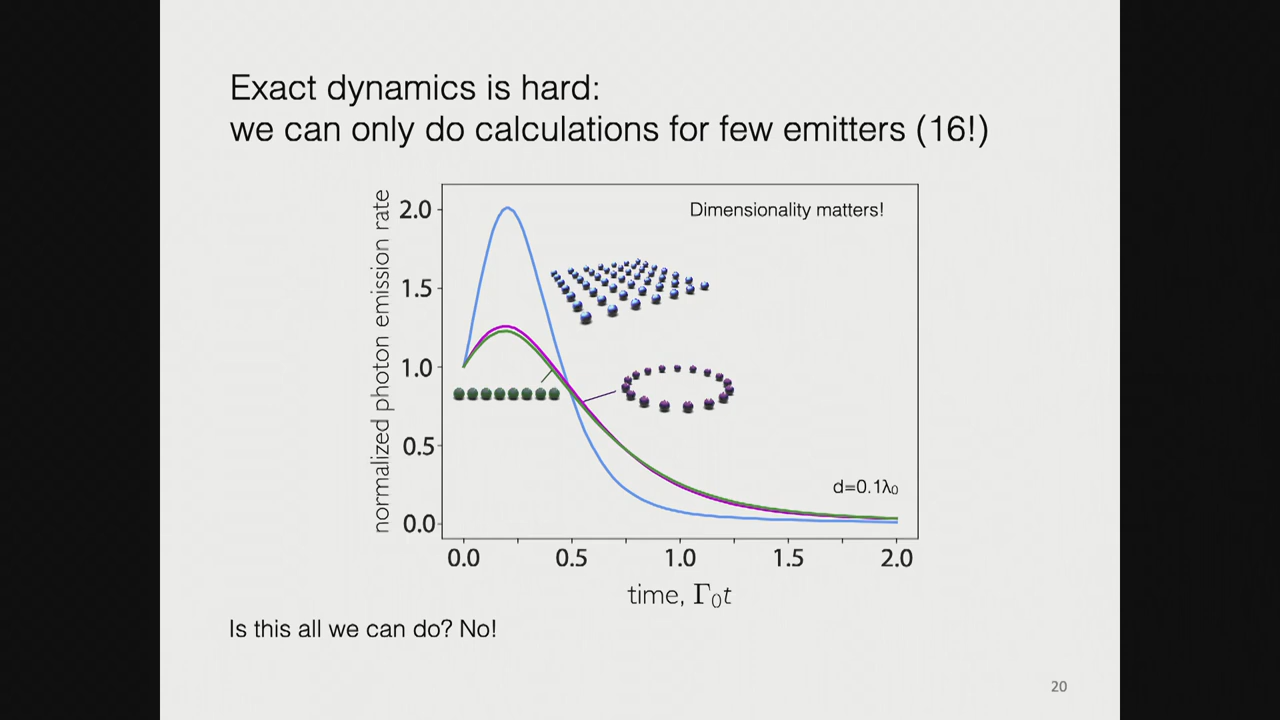 Exact dynamics is hard:
we can only do calculations for few emitters (16!)
normalized photon emission rate
2.0
1.5
1.0
0.5
0.0
Dimensionality matters!
d=0.1λ₀
0.0 0.5 1.0 1.5 2.0
time, Γ₀t
Is this all we can do? No!
20